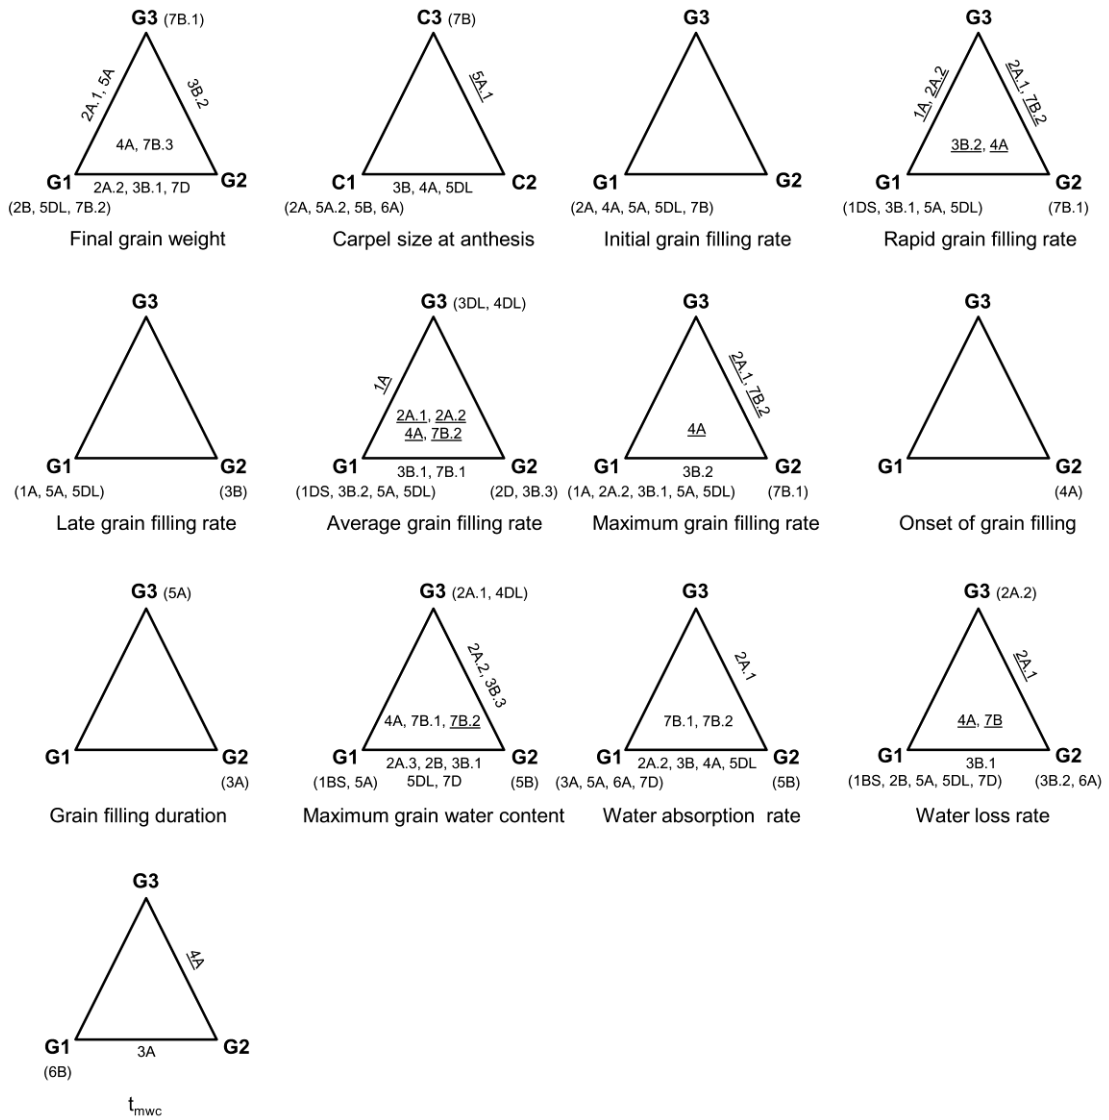 G3 (7B.1)
2A.1, 5A
3B.2
4A, 7B.3
G1
2A.2, 3B.1, 7D
G2
(2B, 5DL, 7B.2)
Final grain weight
C3 (7B)
5A.1
C1
3B, 4A, 5DL
C2
(2A, 5A.2, 5B, 6A)
Carpel size at anthesis
G3
G1
G2
(2A, 4A, 5A, 5DL, 7B)
Initial grain filling rate
G3
1A, 2A.2
2A.1, 7B.2
3B.2, 4A
G1
G2
(1DS, 3B.1, 5A, 5DL)
(7B.1)
Rapid grain filling rate
G3
G1
G2
(1A, 5A, 5DL)
(3B)
Late grain filling rate
G3 (3DL, 4DL)
1A
2A.1, 2A.2
4A, 7B.2
G1
3B.1, 7B.1
G2
(1DS, 3B.2, 5A, 5DL)
(2D, 3B.3)
Average grain filling rate
G3
2A.1, 7B.2
4A
G1
3B.2
G2
(1A, 2A.2, 3B.1, 5A, 5DL)
(7B.1)
Maximum grain filling rate
G3
G1
G2
(4A)
Onset of grain filling
G3 (5A)
G1
G2
(3A)
Grain filling duration
G3 (2A.1, 4DL)
2A.2, 3B.3
4A, 7B.1, 7B.2
G1
2A.3, 2B, 3B.1
G2
(1BS, 5A)
5DL, 7D
(5B)
Maximum grain water content
G3
2A.1
7B.1, 7B.2
G1
2A.2, 3B, 4A, 5DL
G2
(3A, 5A, 6A, 7D)
(5B)
Water absorption rate
G3 (2A.2)
2A.1
4A, 7B
G1
3B.1
G2
(1BS, 2B, 5A, 5DL, 7D)
(3B.2, 6A)
Water loss rate
G3
4A
G1
3A
G2
(6B)
tmwc